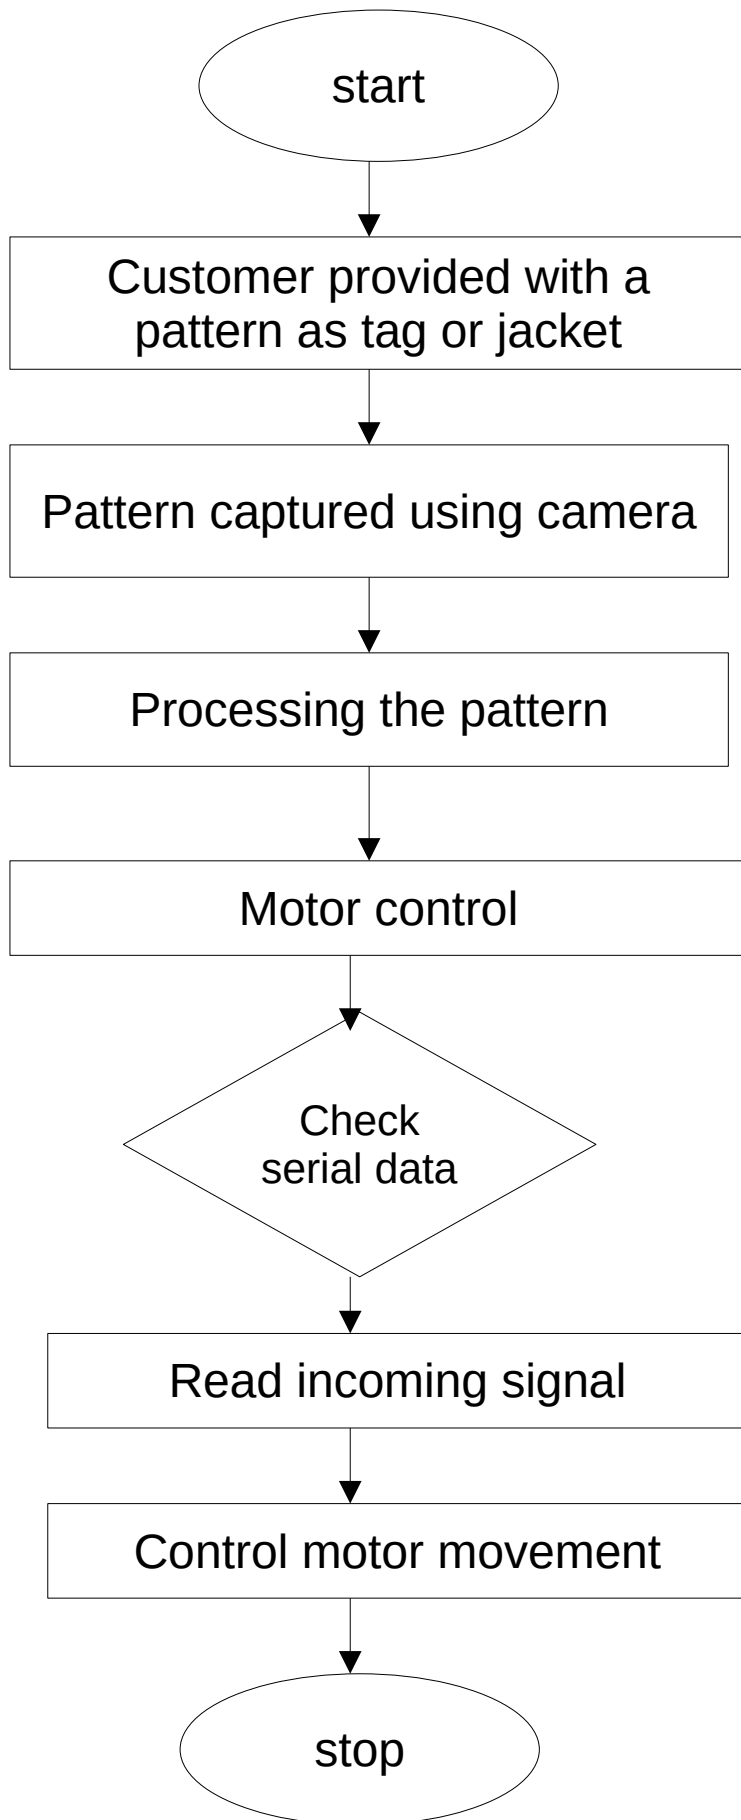 start
Customer provided with a
pattern as tag or jacket
Pattern captured using camera
Processing the pattern
Motor control
Check
serial data
Read incoming signal
Control motor movement
stop